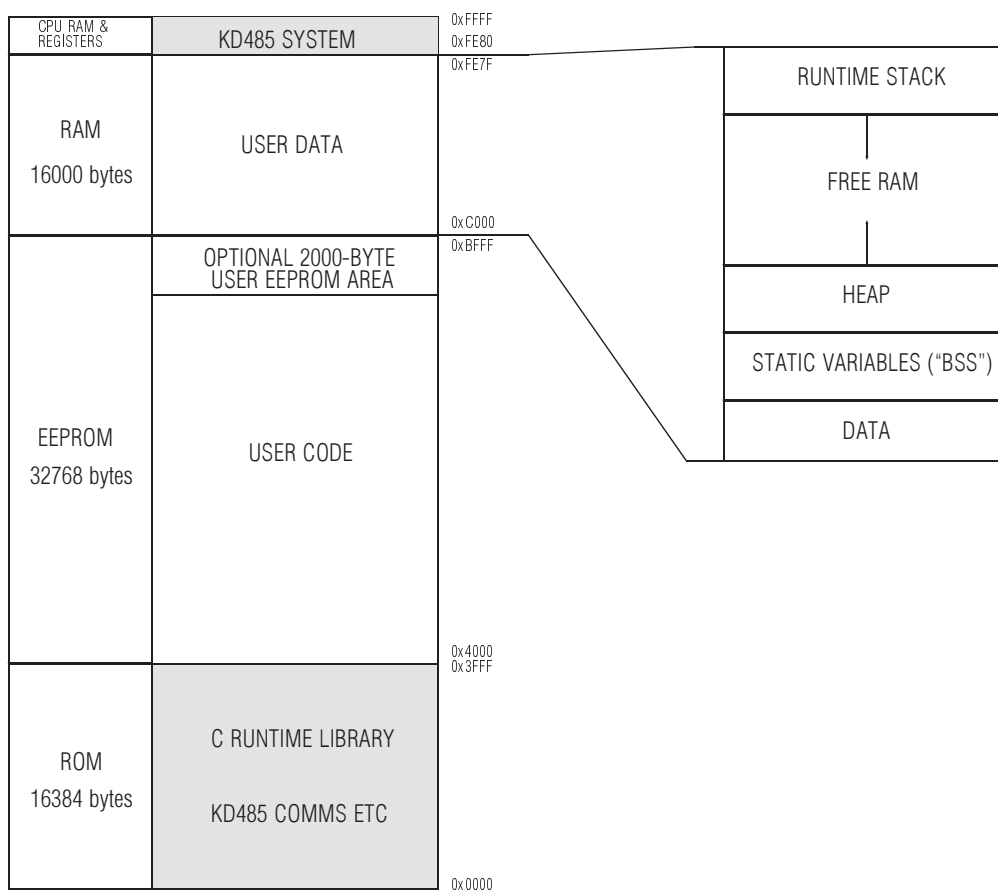 CPU RAM &
REGISTERS
KD485 SYSTEM
0xFFFF
0xFE80
0xFE7F
RAM
16000 bytes
USER DATA
0xC000
0xBFFF
OPTIONAL 2000-BYTE
USER EEPROM AREA
EEPROM
32768 bytes
USER CODE
0x4000
0x3FFF
ROM
16384 bytes
C RUNTIME LIBRARY
KD485 COMMS ETC
0x0000
RUNTIME STACK
FREE RAM
HEAP
STATIC VARIABLES (“BSS”)
DATA